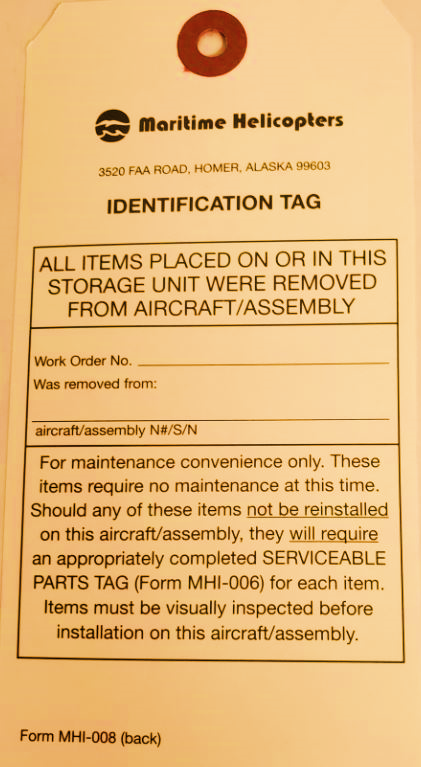 Maritime Helicopters
3520 FAA ROAD, HOMER, ALASKA 99603
IDENTIFICATION TAG
ALL ITEMS PLACED ON OR IN THIS
STORAGE UNIT WERE REMOVED
FROM AIRCRAFT/ASSEMBLY
Work Order No.
Was removed from:
aircraft/assembly N#/S/N
For maintenance convenience only. These
items require no maintenance at this time.
Should any of these items not be reinstalled
on this aircraft/assembly, they will require
an appropriately completed SERVICEABLE
PARTS TAG (Form MHI-006) for each item.
Items must be visually inspected before
installation on this aircraft/assembly.
Form MHI-008 (back)